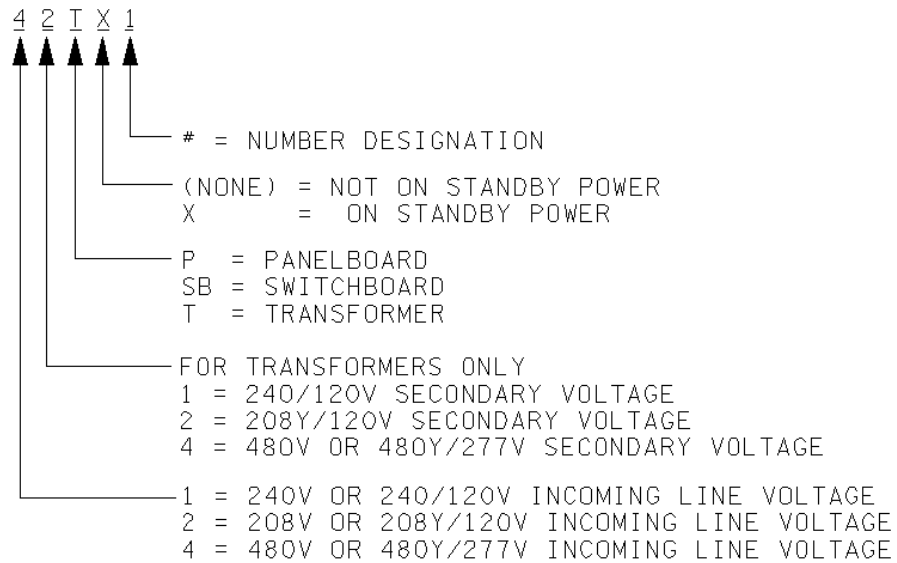 42TX1
# = NUMBER DESIGNATION
(NONE) = NOT ON STANDBY POWER
X = ON STANDBY POWER
P = PANELBOARD
SB = SWITCHBOARD
T = TRANSFORMER
FOR TRANSFORMERS ONLY
1 = 240/120V SECONDARY VOLTAGE
2 = 208Y/120V SECONDARY VOLTAGE
4 = 480V OR 480Y/277V SECONDARY VOLTAGE
1 = 240V OR 240/120V INCOMING LINE VOLTAGE
2 = 208V OR 208Y/120V INCOMING LINE VOLTAGE
4 = 480V OR 480Y/277V INCOMING LINE VOLTAGE